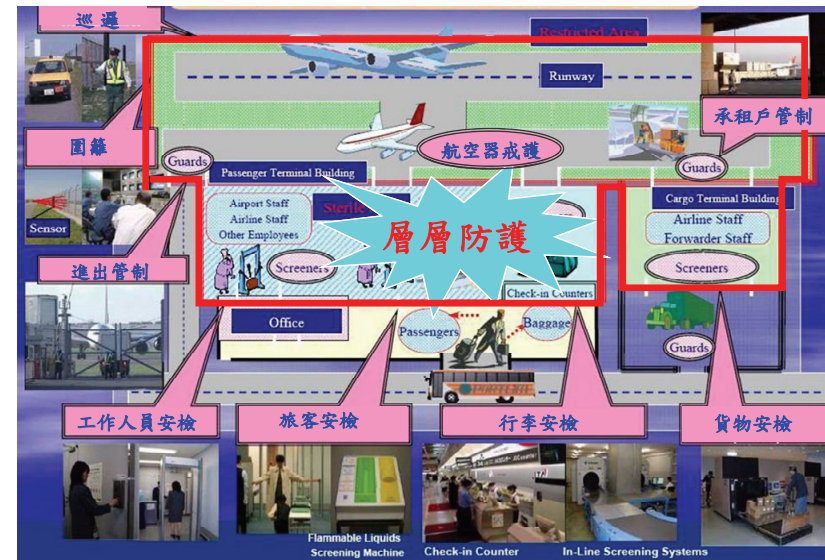 巡邏
Restricted Area
Runway
承租戶管制
圍籬
航空器戒護
Guards
Passenger Terminal Building
Guards
Cargo Terminal Building
Airport Staff
Airline Staff
Other Employees
Sterile
層層防護
Airline Staff
Forwarder Staff
Sensor
進出管制
Screeners
Screeners
Check-in Counters
Office
Passengers
Baggage
Guards
工作人員安檢
旅客安檢
行李安檢
貨物安檢
Flammable Liquids
Screening Machine
Check-in Counter
In-Line Screening Systems